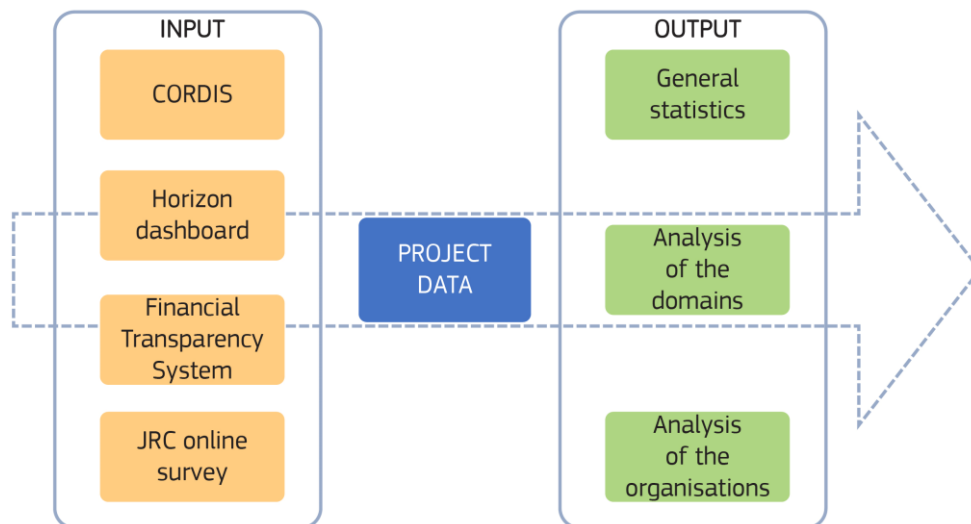 INPUT
CORDIS
Horizon
dashboard
Financial
Transparency
System
JRC online
survey
PROJECT
DATA
OUTPUT
General
statistics
Analysis
of the
domains
Analysis
of the
organisations